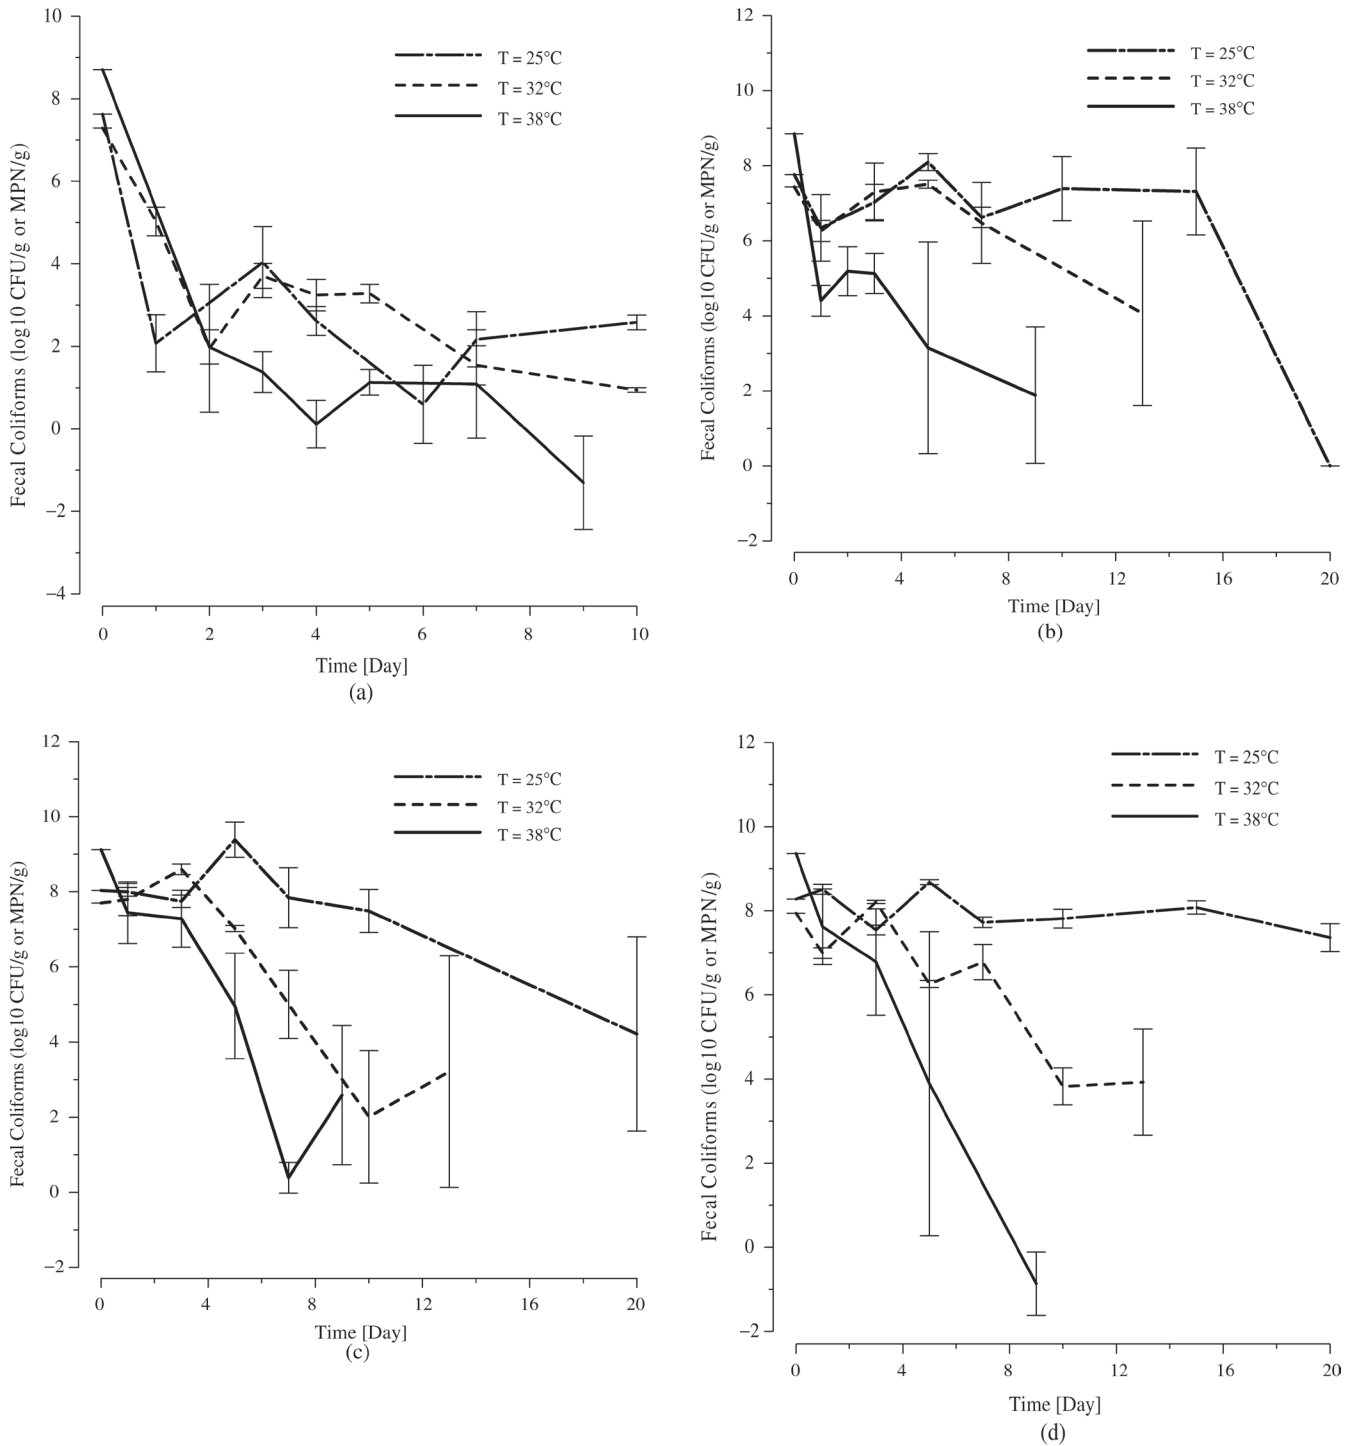 10
8
6
4
2
0
−2
−4
Fecal Coliforms (log10 CFU/g or MPN/g)
T = 25°C
T = 32°C
T = 38°C
0 2 4 6 8 10
Time [Day]
(a)
12
10
8
6
4
2
0
−2
Fecal Coliforms (log10 CFU/g or MPN/g)
T = 25°C
T = 32°C
T = 38°C
0 4 8 12 16 20
Time [Day]
(b)
12
10
8
6
4
2
0
−2
Fecal Coliforms (log10 CFU/g or MPN/g)
T = 25°C
T = 32°C
T = 38°C
0 4 8 12 16 20
Time [Day]
(c)
12
10
8
6
4
2
0
−2
Fecal Coliforms (log10 CFU/g or MPN/g)
T = 25°C
T = 32°C
T = 38°C
0 4 8 12 16 20
Time [Day]
(d)